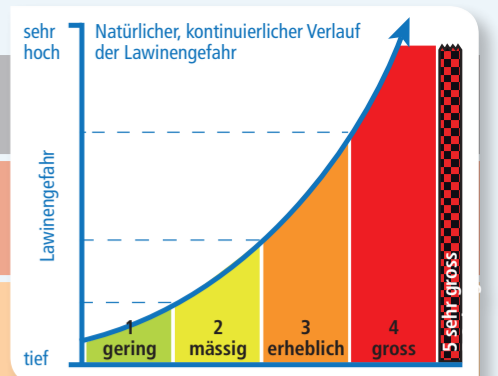 sehr
hoch
Natürlicher, kontinuierlicher Verlauf
der Lawinengefahr
Lawinengefahr
tief
1
gering
2
mässig
3
erheblich
4
gross
5 sehr gross